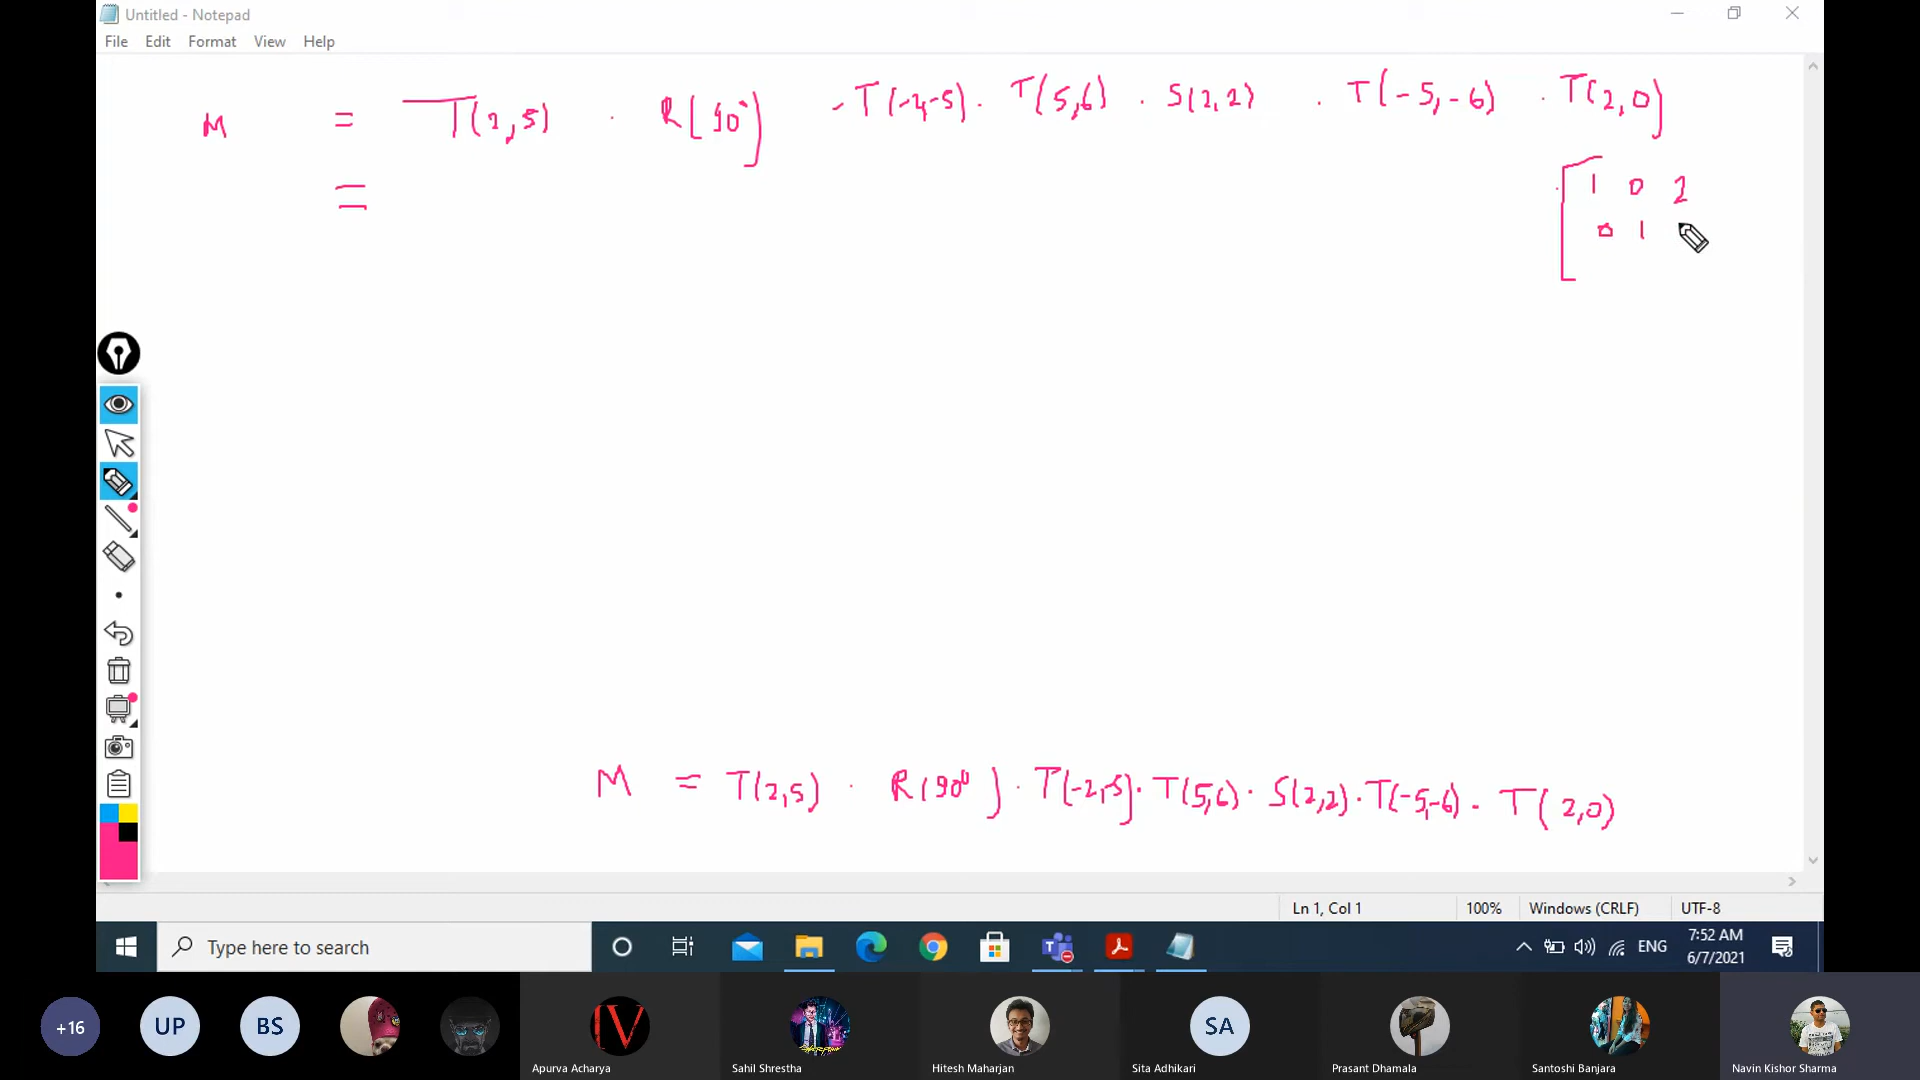 Untitled - Notepad
File Edit Format View Help
M = T(2,5) · R(90°) · T(-2,-5) · T(5,6) · S(2,2) · T(-5,-6) · T(2,0)
=
1 0 2
0 1
M = T(2,5) · R(90°) · T(-2,-5) · T(5,6) · S(2,2) · T(-5,-6) · T(2,0)
Ln 1, Col 1 100% Windows (CRLF) UTF-8
Type here to search
ENG
7:52 AM
6/7/2021
+16 UP BS IV SA
Apurva Acharya Sahil Shrestha Hitesh Maharjan Sita Adhikari Prasant Dhamala Santoshi Banjara Navin Kishor Sharma